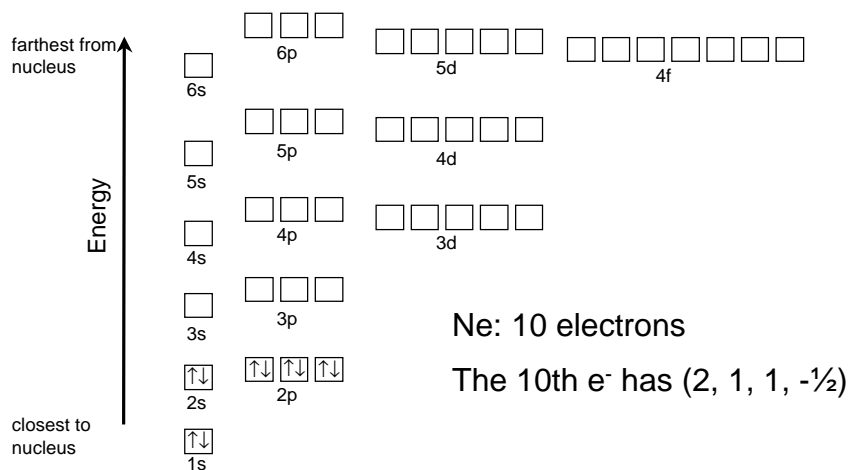 farthest from
nucleus
6p
5d
4f
6s
5p
4d
5s
Energy
4p
3d
4s
3p
3s
Ne: 10 electrons
↑↓
↑↓ ↑↓ ↑↓
The 10th e⁻ has (2, 1, 1, -½)
2s
2p
closest to
nucleus
↑↓
1s